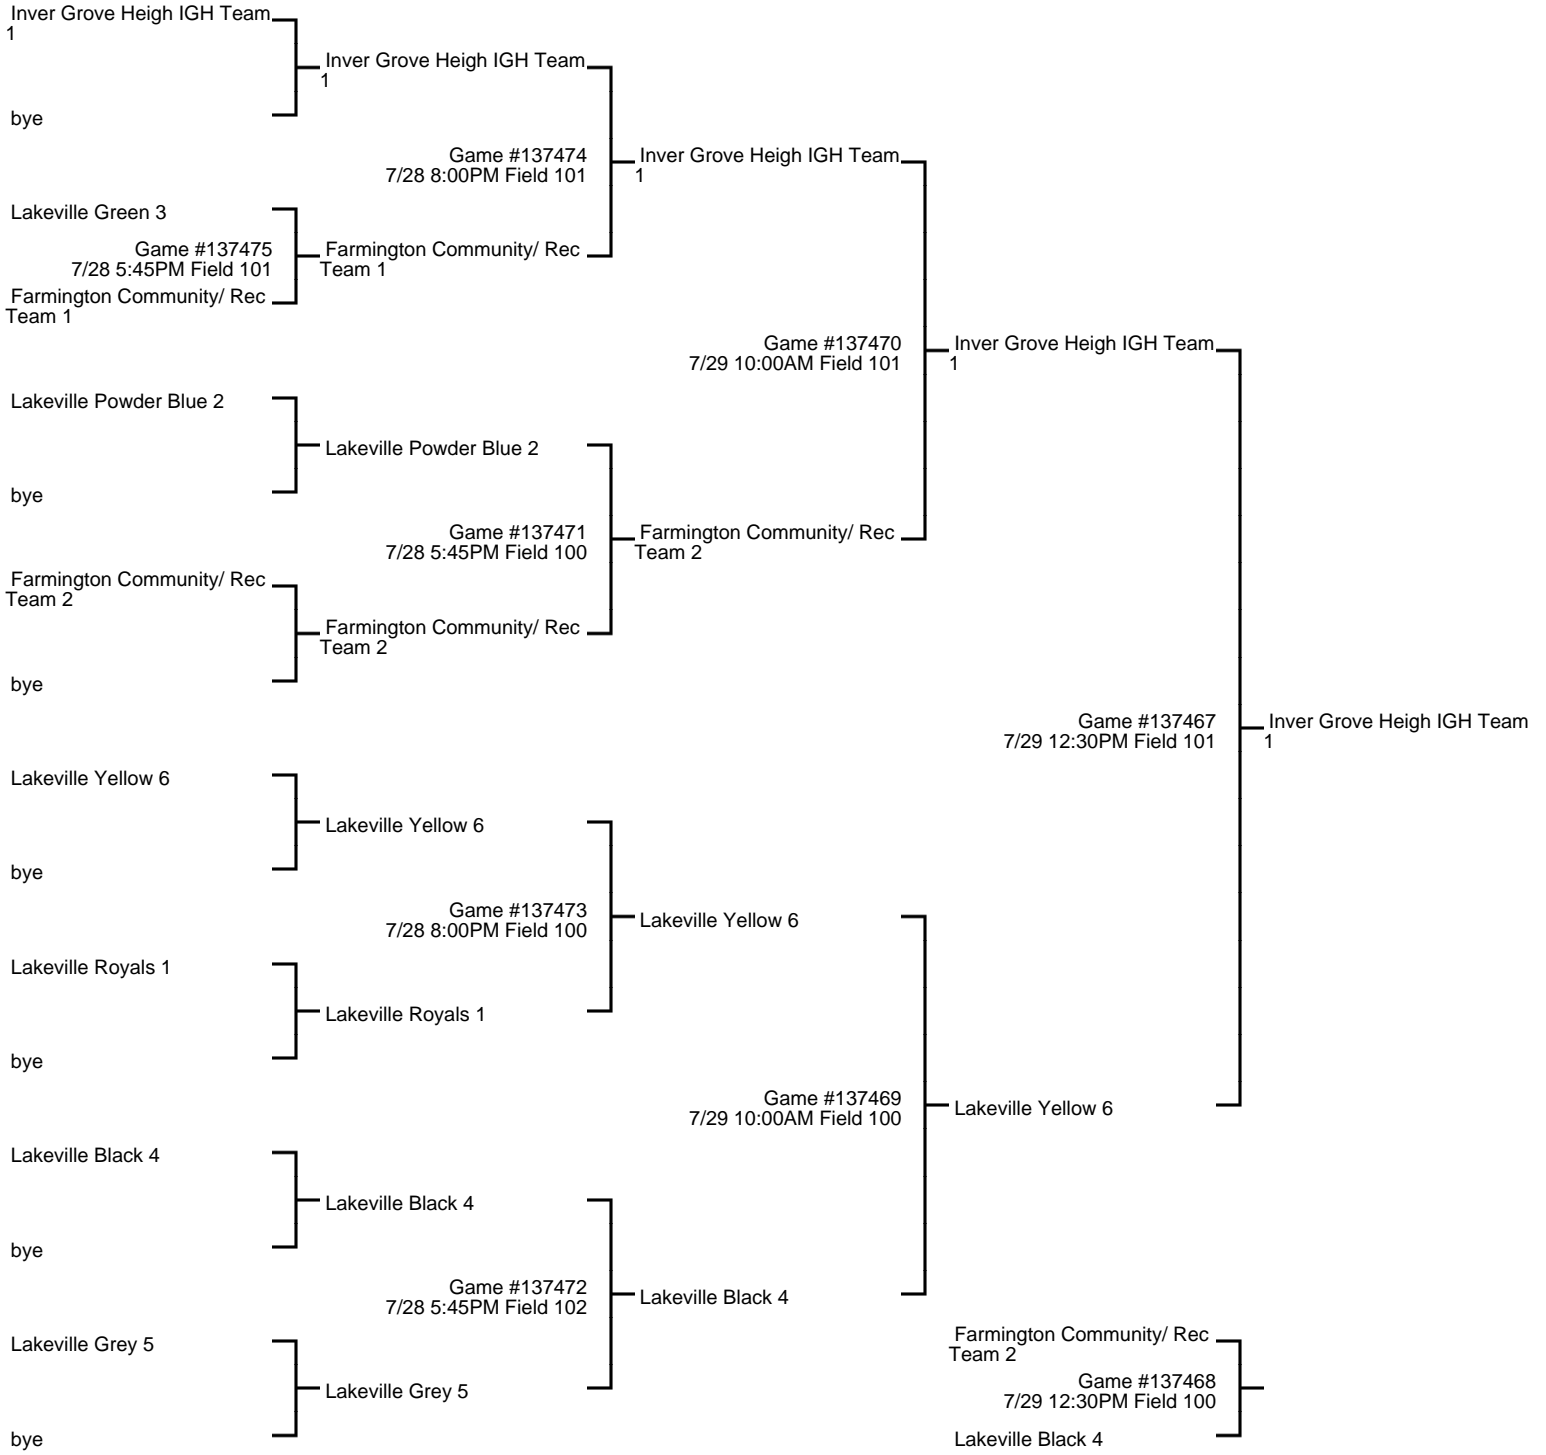 Inver Grove Heigh IGH Team
1
bye
Lakeville Green 3
Game #137475
7/28 5:45PM Field 101
Farmington Community/ Rec
Team 1
Lakeville Powder Blue 2
bye
Farmington Community/ Rec
Team 2
bye
Lakeville Yellow 6
bye
Lakeville Royals 1
bye
Lakeville Black 4
bye
Lakeville Grey 5
bye
Inver Grove Heigh IGH Team
1
Game #137474
7/28 8:00PM Field 101
Farmington Community/ Rec
Team 1
Lakeville Powder Blue 2
Game #137471
7/28 5:45PM Field 100
Farmington Community/ Rec
Team 2
Lakeville Yellow 6
Game #137473
7/28 8:00PM Field 100
Lakeville Royals 1
Lakeville Black 4
Game #137472
7/28 5:45PM Field 102
Lakeville Grey 5
Inver Grove Heigh IGH Team
1
Game #137470
7/29 10:00AM Field 101
Farmington Community/ Rec
Team 2
Lakeville Yellow 6
Game #137469
7/29 10:00AM Field 100
Lakeville Black 4
Inver Grove Heigh IGH Team
1
Game #137467
7/29 12:30PM Field 101
Lakeville Yellow 6
Farmington Community/ Rec
Team 2
Game #137468
7/29 12:30PM Field 100
Lakeville Black 4
Inver Grove Heigh IGH Team
1